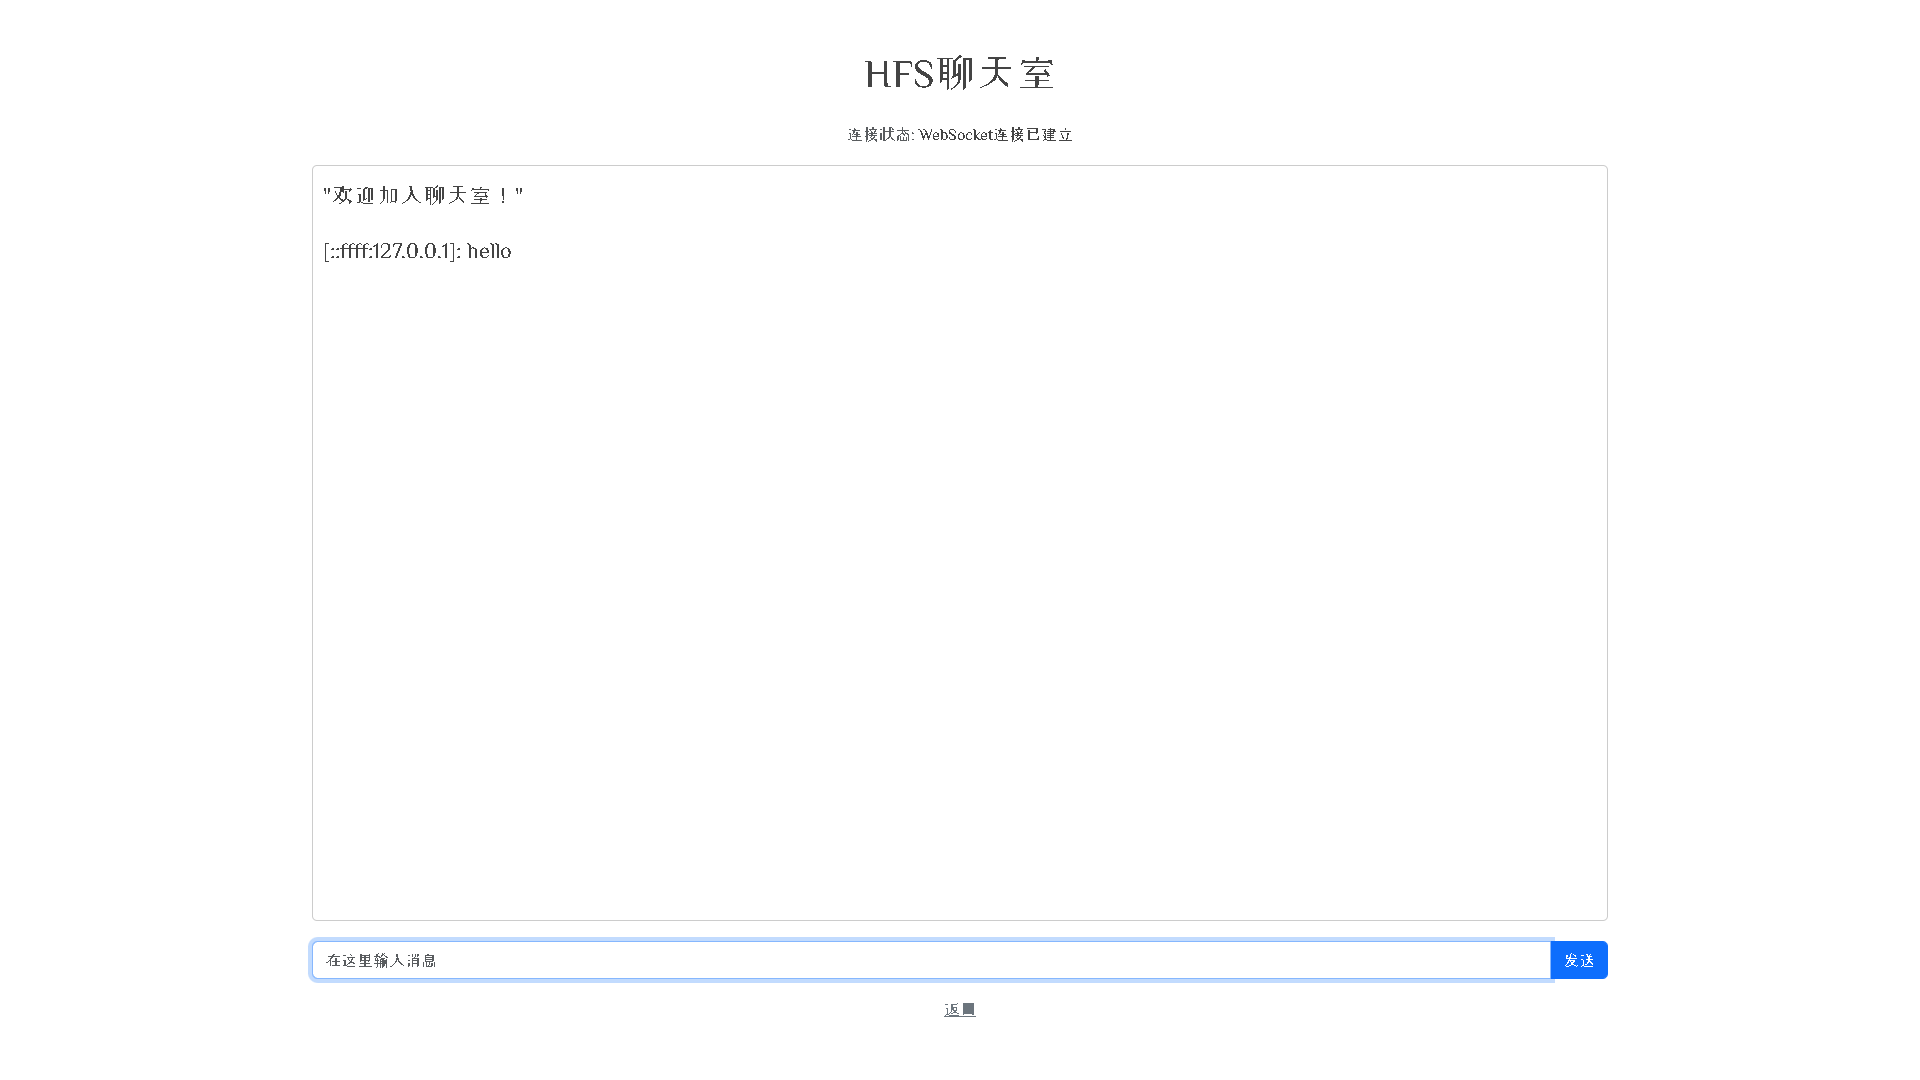 HFS聊天室
连接状态: WebSocket连接已建立
"欢迎加入聊天室！"
[::ffff:127.0.0.1]: hello
在这里输入消息
发送
返回